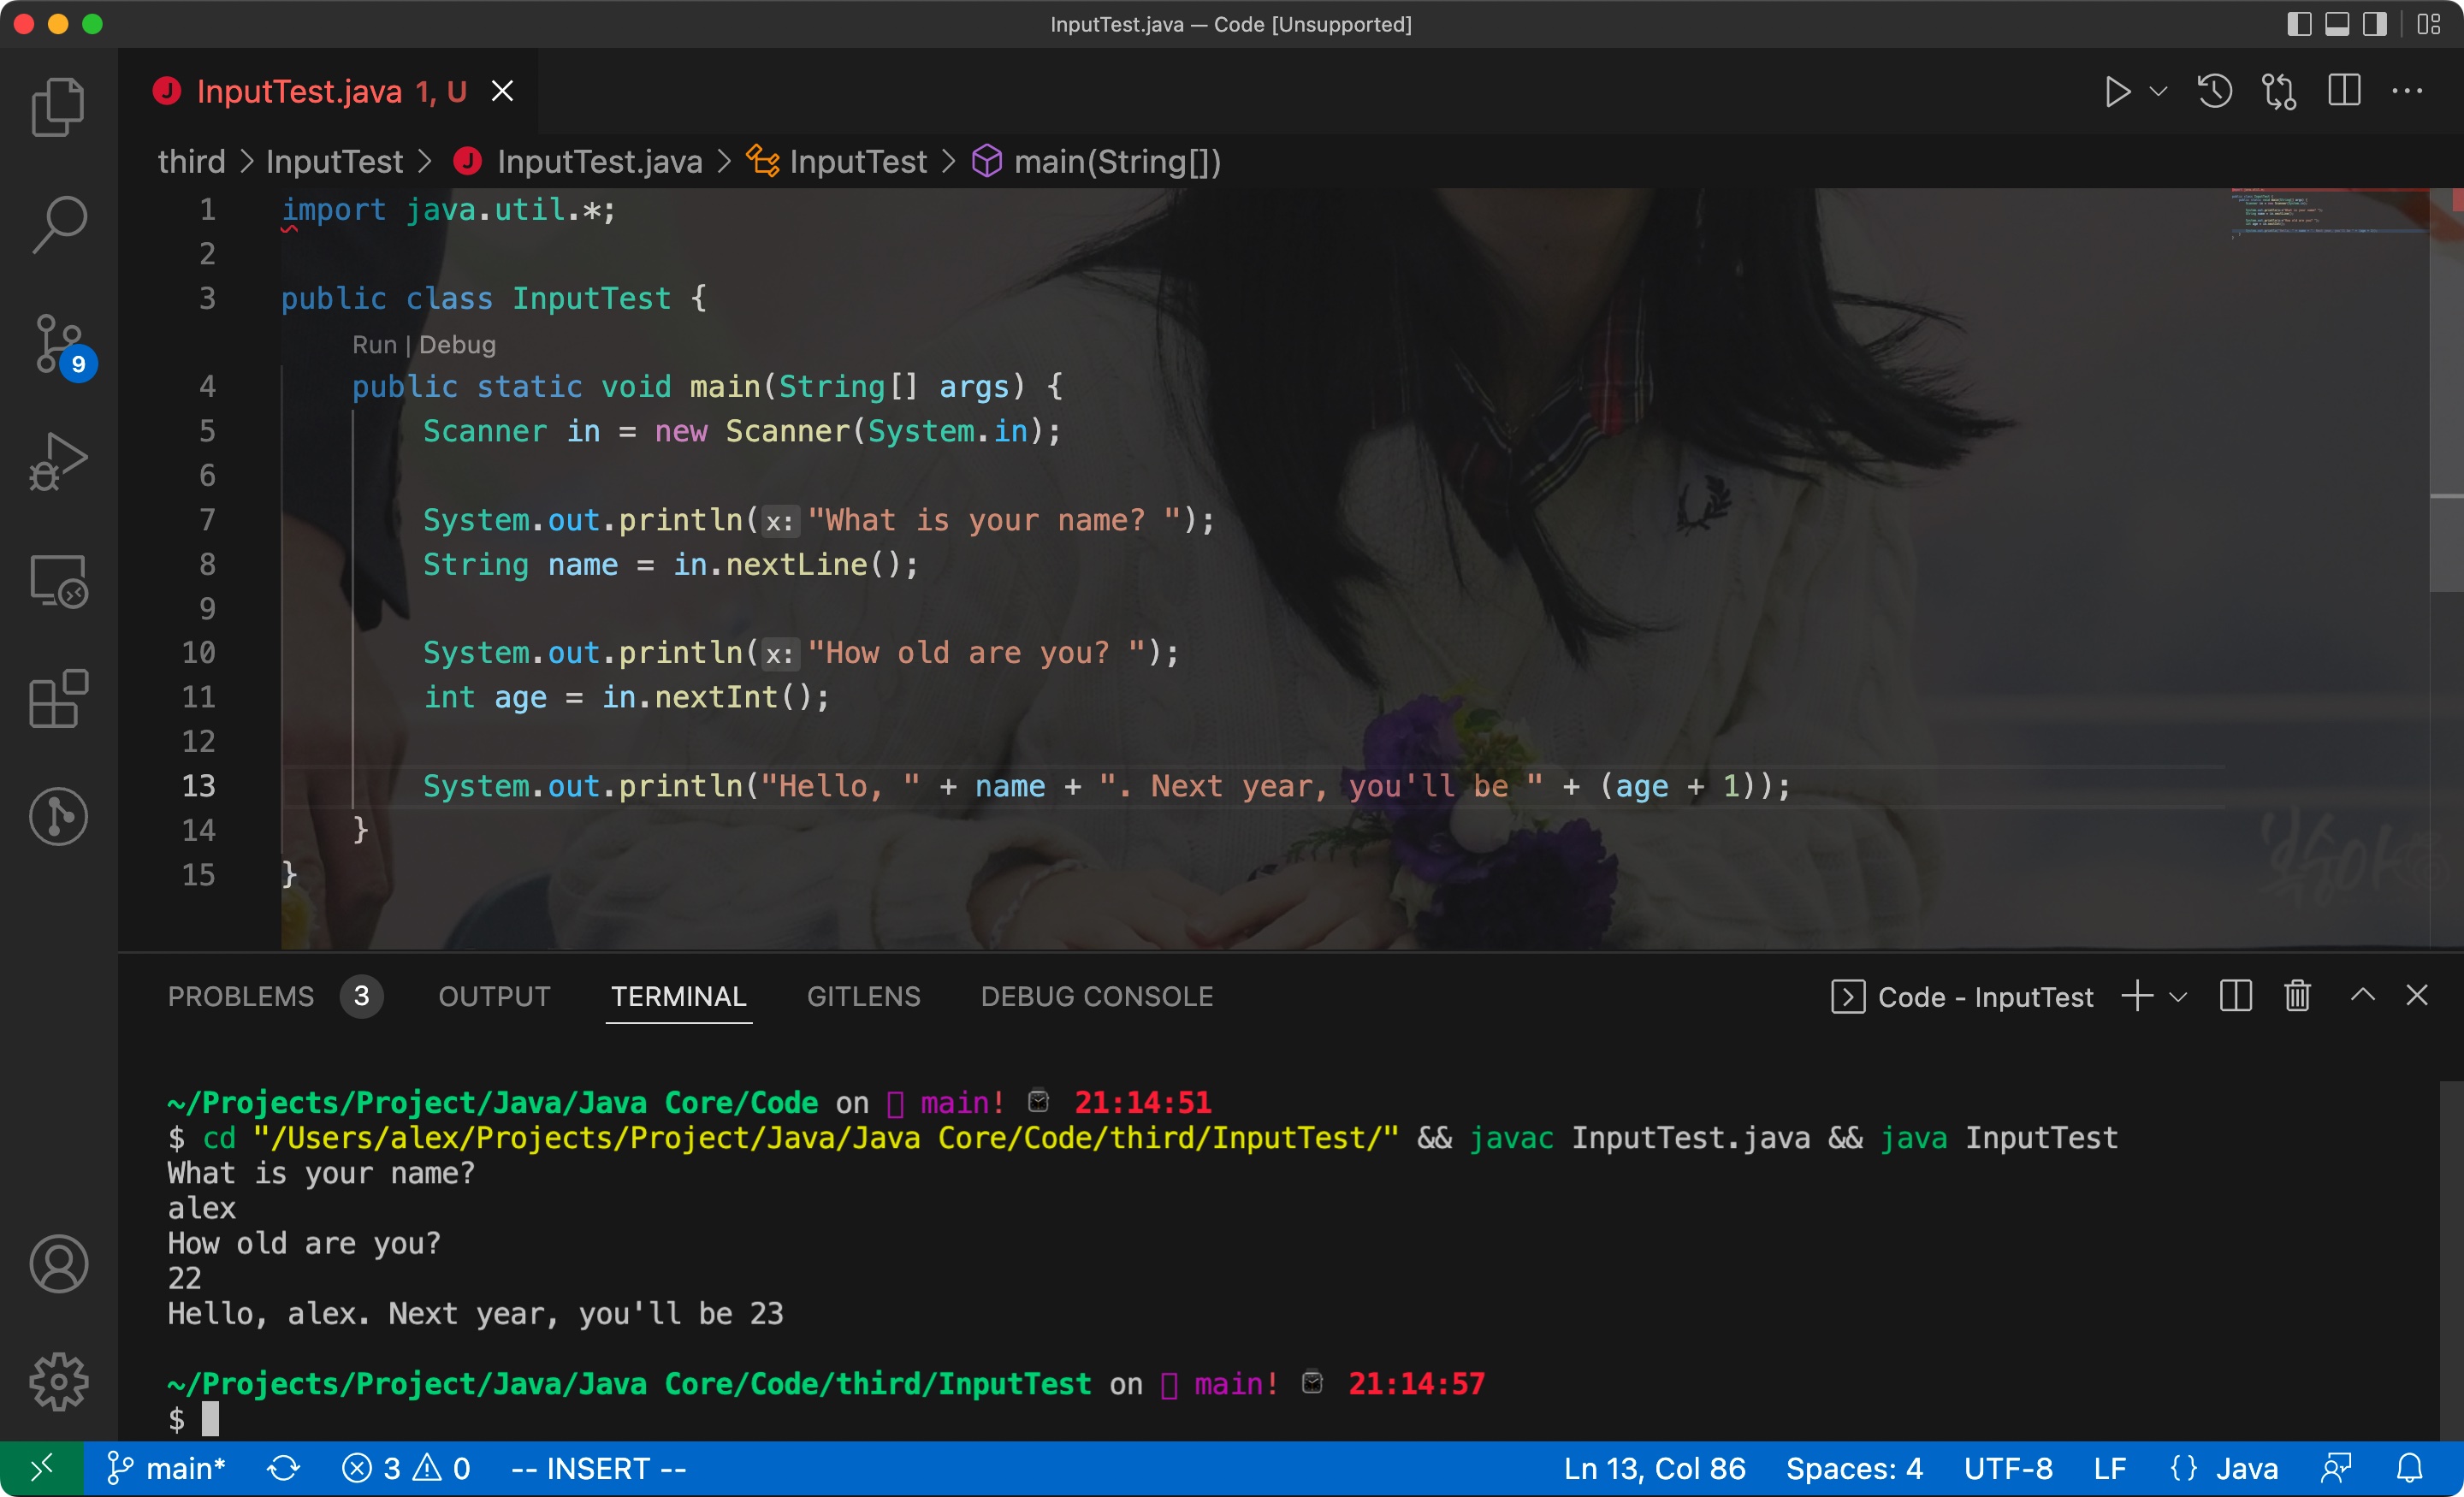 InputTest.java — Code [Unsupported]
InputTest.java 1, U
third > InputTest > InputTest.java > InputTest > main(String[])
9
1 import java.util.*;
2
3 public class InputTest {
Run | Debug
4 public static void main(String[] args) {
5 Scanner in = new Scanner(System.in);
6
7 System.out.println(x: "What is your name? ");
8 String name = in.nextLine();
9
10 System.out.println(x: "How old are you? ");
11 int age = in.nextInt();
12
13 System.out.println("Hello, " + name + ". Next year, you'll be " + (age + 1));
14 }
15 }
복숭아
PROBLEMS 3 OUTPUT TERMINAL GITLENS DEBUG CONSOLE Code - InputTest
~/Projects/Project/Java/Java Core/Code on main! 21:14:51
$ cd "/Users/alex/Projects/Project/Java/Java Core/Code/third/InputTest/" && javac InputTest.java && java InputTest
What is your name?
alex
How old are you?
22
Hello, alex. Next year, you'll be 23
~/Projects/Project/Java/Java Core/Code/third/InputTest on main! 21:14:57
$
main* 3 0 -- INSERT -- Ln 13, Col 86 Spaces: 4 UTF-8 LF {} Java